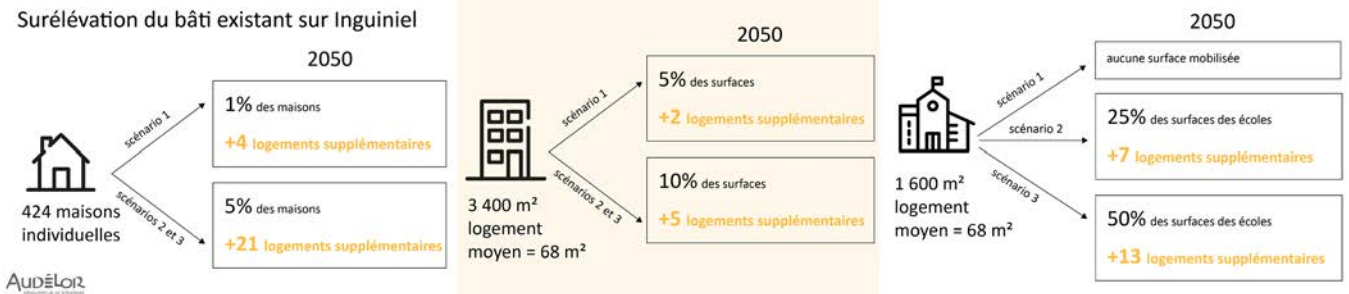 Surélévation du bâti existant sur Inguiniel
2050
scénario 1
1% des maisons
+4 logements supplémentaires
scénarios 2 et 3
5% des maisons
+21 logements supplémentaires
424 maisons
individuelles
AUDÉLOR
2050
scénario 1
5% des surfaces
+2 logements supplémentaires
scénarios 2 et 3
10% des surfaces
+5 logements supplémentaires
3 400 m²
logement
moyen = 68 m²
2050
scénario 1
aucune surface mobilisée
scénario 2
25% des surfaces des écoles
+7 logements supplémentaires
scénario 3
50% des surfaces des écoles
+13 logements supplémentaires
1 600 m²
logement
moyen = 68 m²